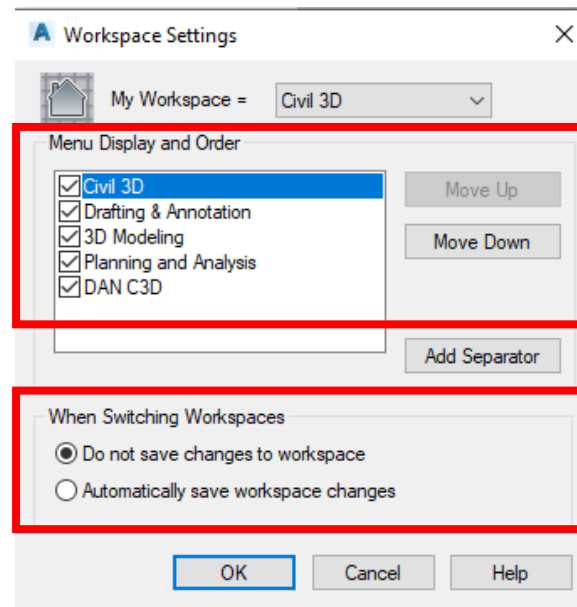 Workspace Settings
My Workspace = Civil 3D
Menu Display and Order
Civil 3D
Drafting & Annotation
3D Modeling
Planning and Analysis
DAN C3D
Move Up
Move Down
Add Separator
When Switching Workspaces
Do not save changes to workspace
Automatically save workspace changes
OK Cancel Help